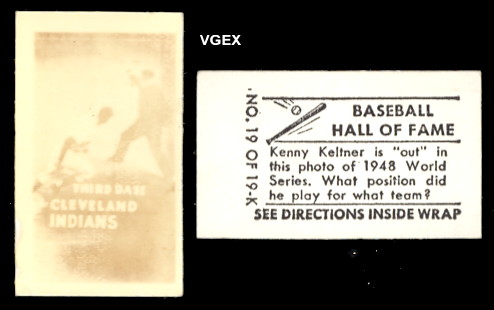 VGEX
THIRD BASE
CLEVELAND
INDIANS
NO. 19 OF 19-K
BASEBALL
HALL OF FAME
Kenny Keltner is "out" in
this photo of 1948 World
Series. What position did
he play for what team?
SEE DIRECTIONS INSIDE WRAP